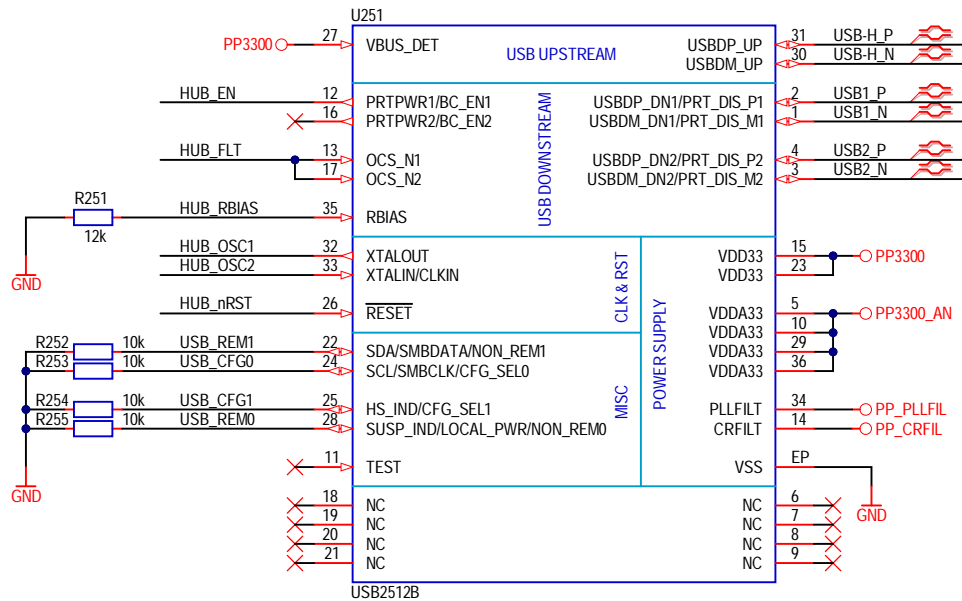 U251
PP3300 27 VBUS_DET USB UPSTREAM USBDP_UP 31 USB-H_P
USBDM_UP 30 USB-H_N
HUB_EN 12 PRTPWR1/BC_EN1 USBDP_DN1/PRT_DIS_P1 2 USB1_P
16 PRTPWR2/BC_EN2 USBDM_DN1/PRT_DIS_M1 1 USB1_N
USB DOWNSTREAM
HUB_FLT 13 OCS_N1 USBDP_DN2/PRT_DIS_P2 4 USB2_P
17 OCS_N2 USBDM_DN2/PRT_DIS_M2 3 USB2_N
R251
12k
GND
HUB_RBIAS 35 RBIAS
HUB_OSC1 32 XTALOUT VDD33 15 PP3300
HUB_OSC2 33 XTALIN/CLKIN VDD33 23
CLK & RST
HUB_nRST 26 RESET VDDA33 5 PP3300_AN
VDDA33 10
POWER SUPPLY
R252 10k USB_REM1 22 SDA/SMBDATA/NON_REM1 VDDA33 29
R253 10k USB_CFG0 24 SCL/SMBCLK/CFG_SEL0 VDDA33 36
MISC
R254 10k USB_CFG1 25 HS_IND/CFG_SEL1 PLLFILT 34 PP_PLLFIL
R255 10k USB_REM0 28 SUSP_IND/LOCAL_PWR/NON_REM0 CRFILT 14 PP_CRFIL
11 TEST VSS EP
GND
GND
18 NC NC 6
19 NC NC 7
20 NC NC 8
21 NC NC 9
USB2512B